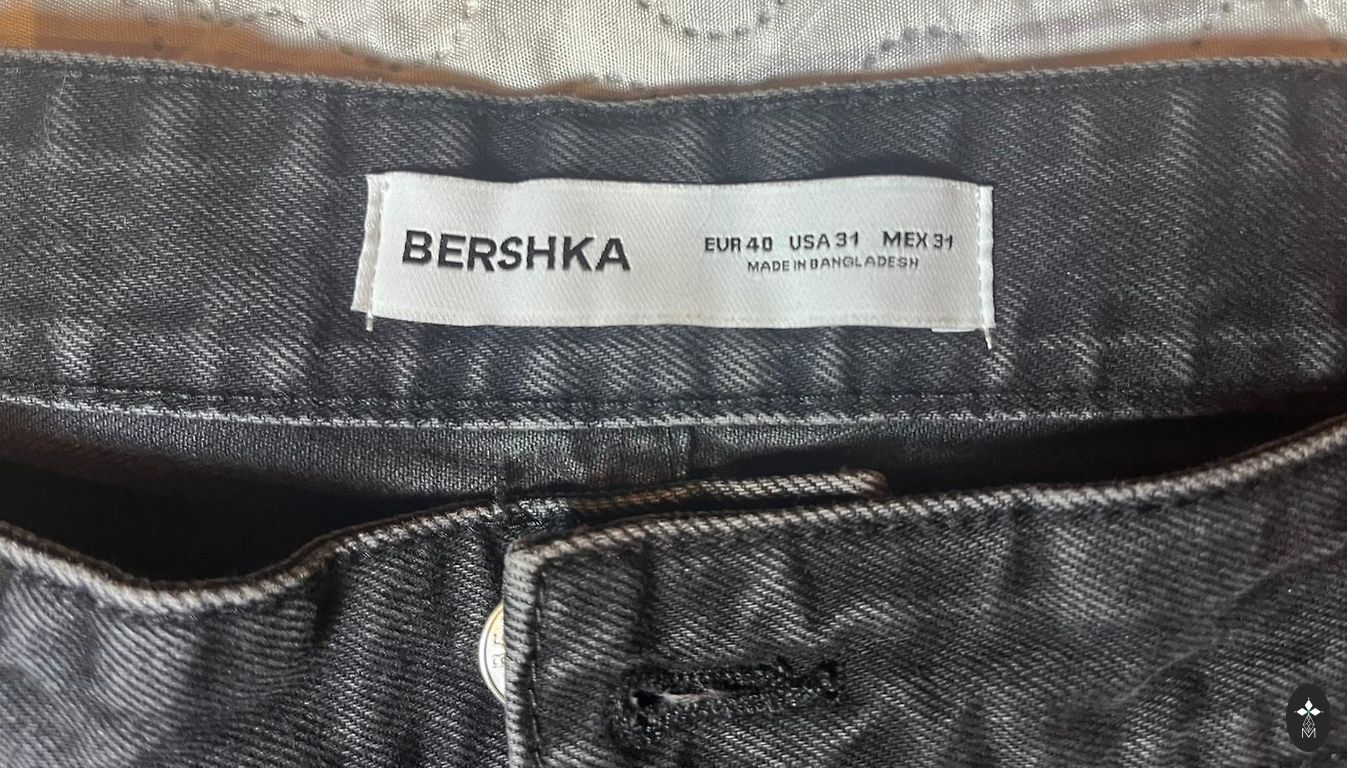 BERSHKA
EUR 40 USA 31 MEX 31
MADE IN BANGLADESH
M